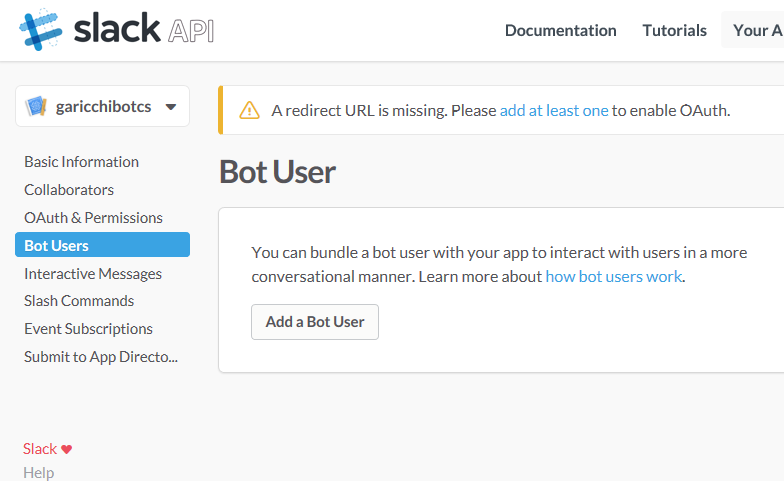 slack API
Documentation
Tutorials
Your A
garicchibotcs
A redirect URL is missing. Please add at least one to enable OAuth.
Basic Information
Collaborators
OAuth & Permissions
Bot Users
Interactive Messages
Slash Commands
Event Subscriptions
Submit to App Directo...
Bot User
You can bundle a bot user with your app to interact with users in a more
conversational manner. Learn more about how bot users work.
Add a Bot User
Slack ♥
Help